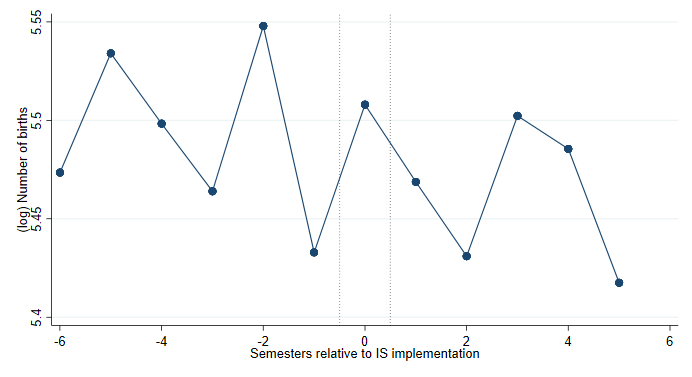 (log) Number of births
5.55
5.5
5.45
5.4
-6 -4 -2 0 2 4 6
Semesters relative to IS implementation